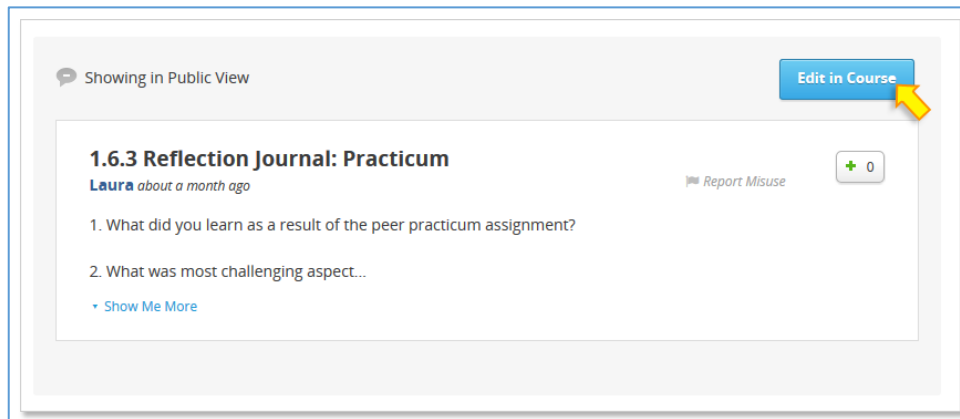 Showing in Public View
Edit in Course
1.6.3 Reflection Journal: Practicum
Laura about a month ago
Report Misuse
+ 0
1. What did you learn as a result of the peer practicum assignment?
2. What was most challenging aspect...
Show Me More